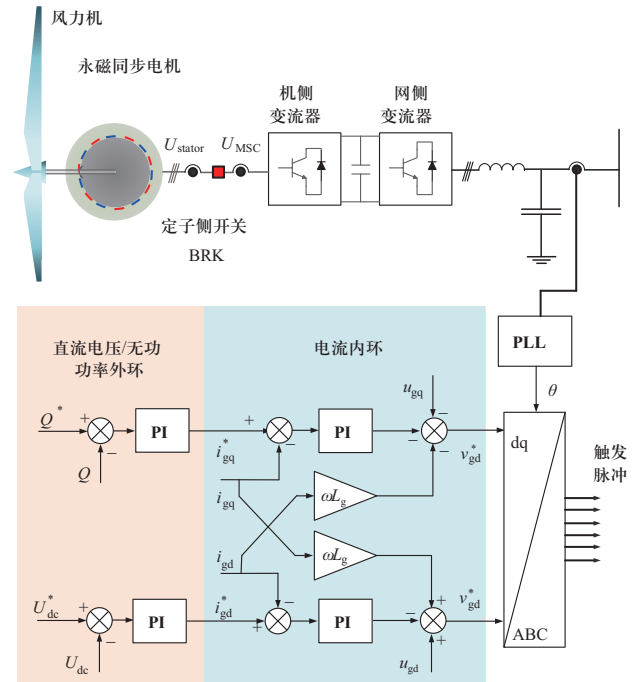 风力机
永磁同步电机
机侧
变流器
网侧
变流器
Ustator
UMSC
定子侧开关
BRK
直流电压/无功
功率外环
电流内环
PLL
θ
Q*
+
−
PI
Q
+
−
i*gq
PI
ugq
−
−
−
v*gd
dq
触发
脉冲
igq
ωLg
igd
ωLg
U*dc
+
−
PI
Udc
i*gd
−
+
PI
−
+
+
v*gd
ugd
ABC